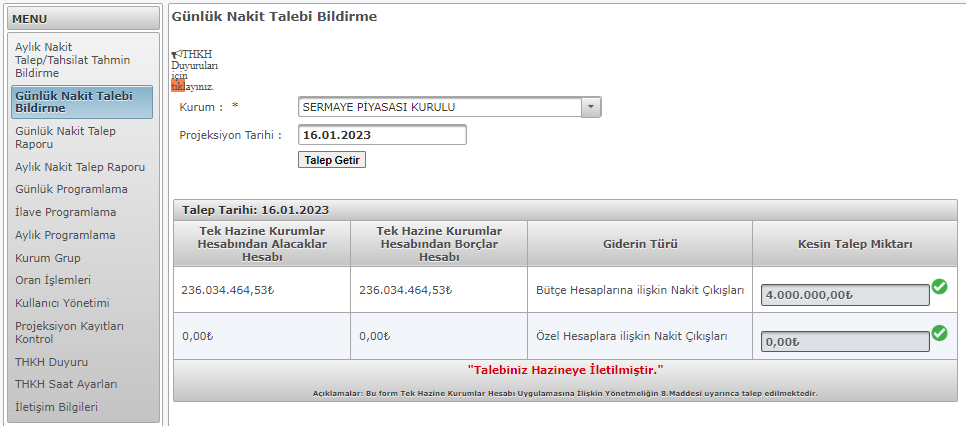 MENU
Aylık Nakit
Talep/Tahsilat Tahmin
Bildirme
Günlük Nakit Talebi
Bildirme
Günlük Nakit Talep
Raporu
Aylık Nakit Talep Raporu
Günlük Programlama
İlave Programlama
Aylık Programlama
Kurum Grup
Oran İşlemleri
Kullanıcı Yönetimi
Projeksiyon Kayıtları
Kontrol
THKH Duyuru
THKH Saat Ayarları
İletişim Bilgileri
Günlük Nakit Talebi Bildirme
THKH
Duyuruları
için
tıklayınız.
Kurum : * SERMAYE PİYASASI KURULU
Projeksiyon Tarihi : 16.01.2023
Talep Getir
Talep Tarihi: 16.01.2023
Tek Hazine Kurumlar
Hesabından Alacaklar
Hesabı
Tek Hazine Kurumlar
Hesabından Borçlar
Hesabı
Giderin Türü
Kesin Talep Miktarı
236.034.464,53₺ 236.034.464,53₺ Bütçe Hesaplarına ilişkin Nakit Çıkışları 4.000.000,00₺
0,00₺ 0,00₺ Özel Hesaplara ilişkin Nakit Çıkışları 0,00₺
"Talebiniz Hazineye İletilmiştir."
Açıklamalar: Bu form Tek Hazine Kurumlar Hesabı Uygulamasına İlişkin Yönetmeliğin 8.Maddesi uyarınca talep edilmektedir.